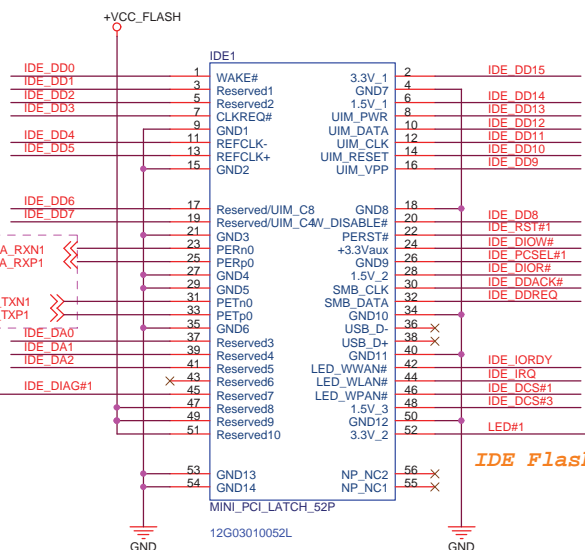 +VCC_FLASH
IDE1
IDE_DD0 1 WAKE# 3.3V_1 2 IDE_DD15
IDE_DD1 3 Reserved1 GND7 4
IDE_DD2 5 Reserved2 1.5V_1 6 IDE_DD14
IDE_DD3 7 CLKREQ# UIM_PWR 8 IDE_DD13
9 GND1 UIM_DATA 10 IDE_DD12
IDE_DD4 11 REFCLK- UIM_CLK 12 IDE_DD11
IDE_DD5 13 REFCLK+ UIM_RESET 14 IDE_DD10
15 GND2 UIM_VPP 16 IDE_DD9
IDE_DD6 17 Reserved/UIM_C8 GND8 18
IDE_DD7 19 Reserved/UIM_C4 W_DISABLE# 20 IDE_DD8
21 GND3 PERST# 22 IDE_RST#1
A_RXN1 23 PERn0 +3.3Vaux 24 IDE_DIOW#
A_RXP1 25 PERp0 GND9 26 IDE_PCSEL#1
27 GND4 1.5V_2 28 IDE_DIOR#
29 GND5 SMB_CLK 30 IDE_DDACK#
_TXN1 31 PETn0 SMB_DATA 32 IDE_DDREQ
TXP1 33 PETp0 GND10 34
35 GND6 USB_D- 36
IDE_DA0 37 Reserved3 USB_D+ 38
IDE_DA1 39 Reserved4 GND11 40
IDE_DA2 41 Reserved5 LED_WWAN# 42 IDE_IORDY
43 Reserved6 LED_WLAN# 44 IDE_IRQ
IDE_DIAG#1 45 Reserved7 LED_WPAN# 46 IDE_DCS#1
47 Reserved8 1.5V_3 48 IDE_DCS#3
49 Reserved9 GND12 50
51 Reserved10 3.3V_2 52 LED#1
IDE Flash
53 GND13 NP_NC2 56
54 GND14 NP_NC1 55
MINI_PCI_LATCH_52P
12G03010052L
GND GND